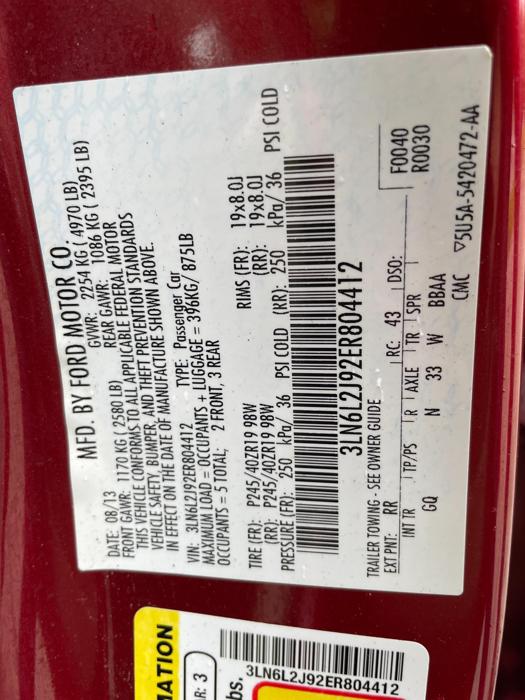 MFD. BY FORD MOTOR CO.
DATE: 08/13 GVWR: 2254 KG ( 4970 LB)
FRONT GAWR: 1170 KG ( 2580 LB) REAR GAWR: 1086 KG ( 2395 LB)
THIS VEHICLE CONFORMS TO ALL APPLICABLE FEDERAL MOTOR
VEHICLE SAFETY, BUMPER, AND THEFT PREVENTION STANDARDS
IN EFFECT ON THE DATE OF MANUFACTURE SHOWN ABOVE.
VIN: 3LN6L2J92ER804412 TYPE: Passenger Car
MAXIMUM LOAD = OCCUPANTS + LUGGAGE = 396KG/ 875LB
OCCUPANTS = 5 TOTAL; 2 FRONT, 3 REAR
TIRE (FR): P245/40ZR19 98W RIMS (FR): 19x8.0J
(RR): P245/40ZR19 98W (RR): 19x8.0J
PRESSURE (FR): 250 kPa/ 36 PSI COLD (RR): 250 kPa/ 36 PSI COLD
3LN6L2J92ER804412
TRAILER TOWING - SEE OWNER GUIDE. F0040
EXT PNT: RR RC: 43 DSO: R0030
INT TR TP/PS R AXLE TR SPR
GQ N 33 W BBAA
CMC
▽5U5A-5420472-AA
MATION
R: 3
bs.
3LN6L2J92ER804412